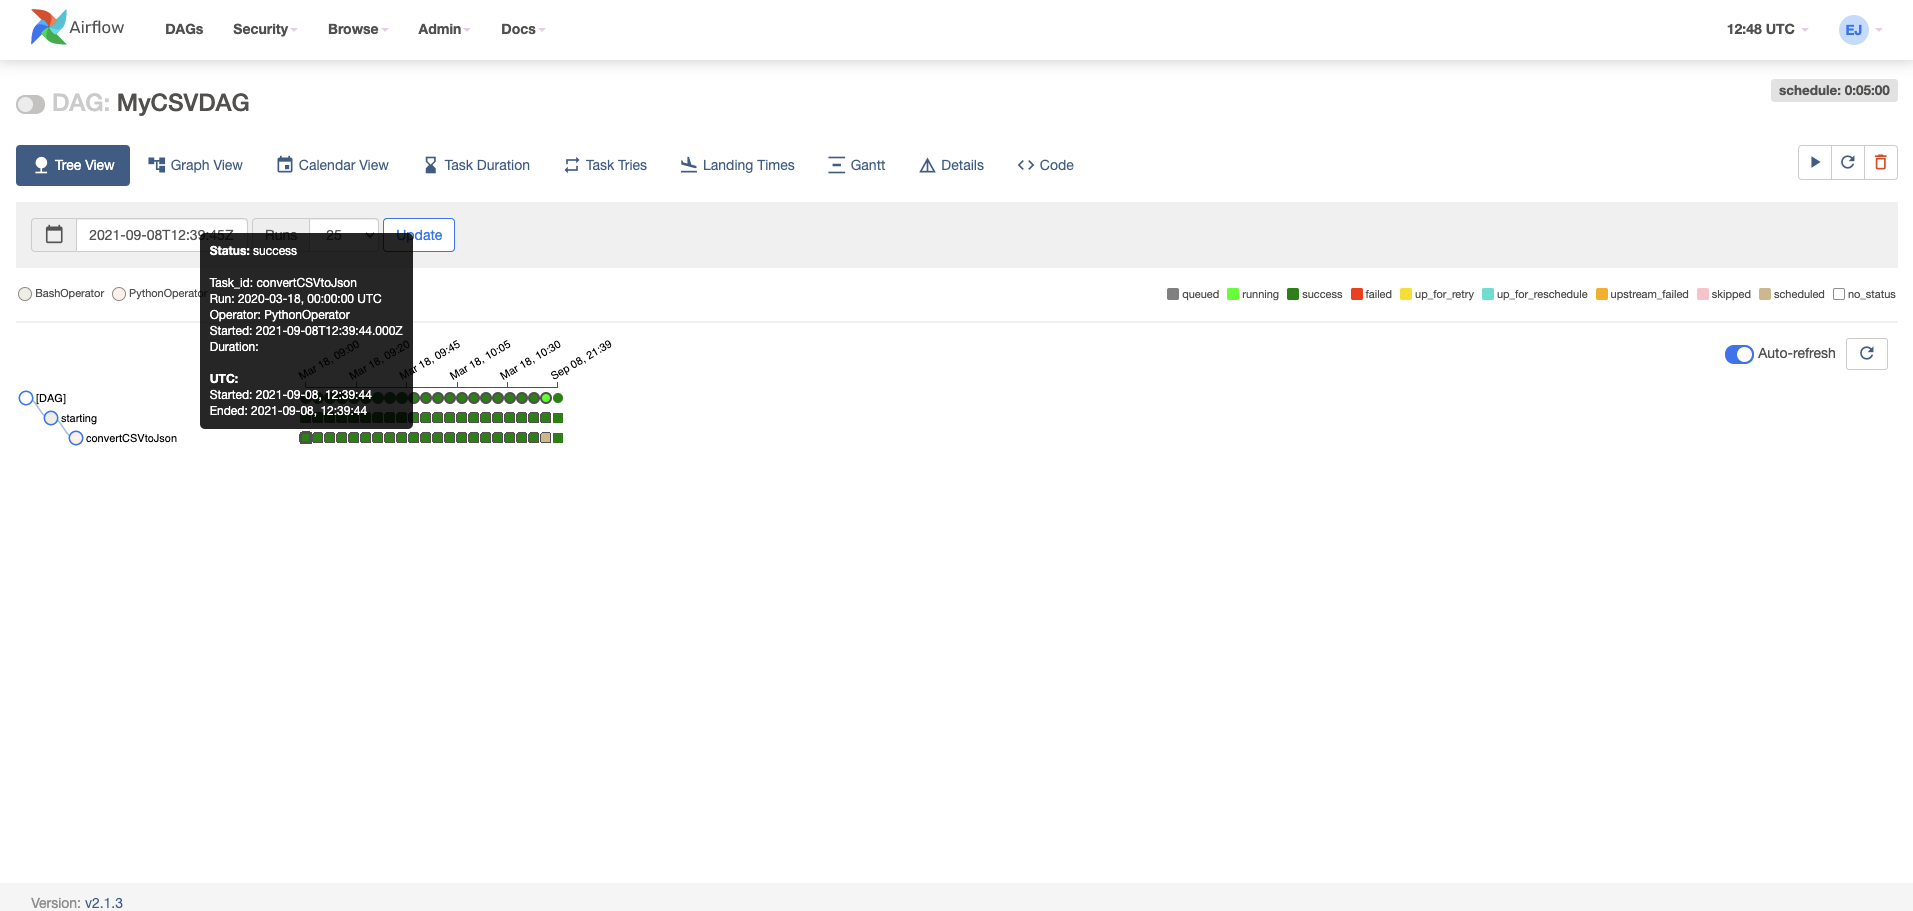 Airflow DAGs Security Browse Admin Docs 12:48 UTC EJ
DAG: MyCSVDAG
schedule: 0:05:00
Tree View Graph View Calendar View Task Duration Task Tries Landing Times Gantt Details Code
2021-09-08T12:39:45Z Runs 25 Update
Status: success
Task_id: convertCSVtoJson
Run: 2020-03-18, 00:00:00 UTC
Operator: PythonOperator
Started: 2021-09-08T12:39:44.000Z
Duration:
UTC:
Started: 2021-09-08, 12:39:44
Ended: 2021-09-08, 12:39:44
BashOperator PythonOperator
queued running success failed up_for_retry up_for_reschedule upstream_failed skipped scheduled no_status
Mar 18, 09:00 Mar 18, 09:20 Mar 18, 09:45 Mar 18, 10:05 Mar 18, 10:30 Sep 08, 21:39
Auto-refresh
[DAG]
starting
convertCSVtoJson
Version: v2.1.3